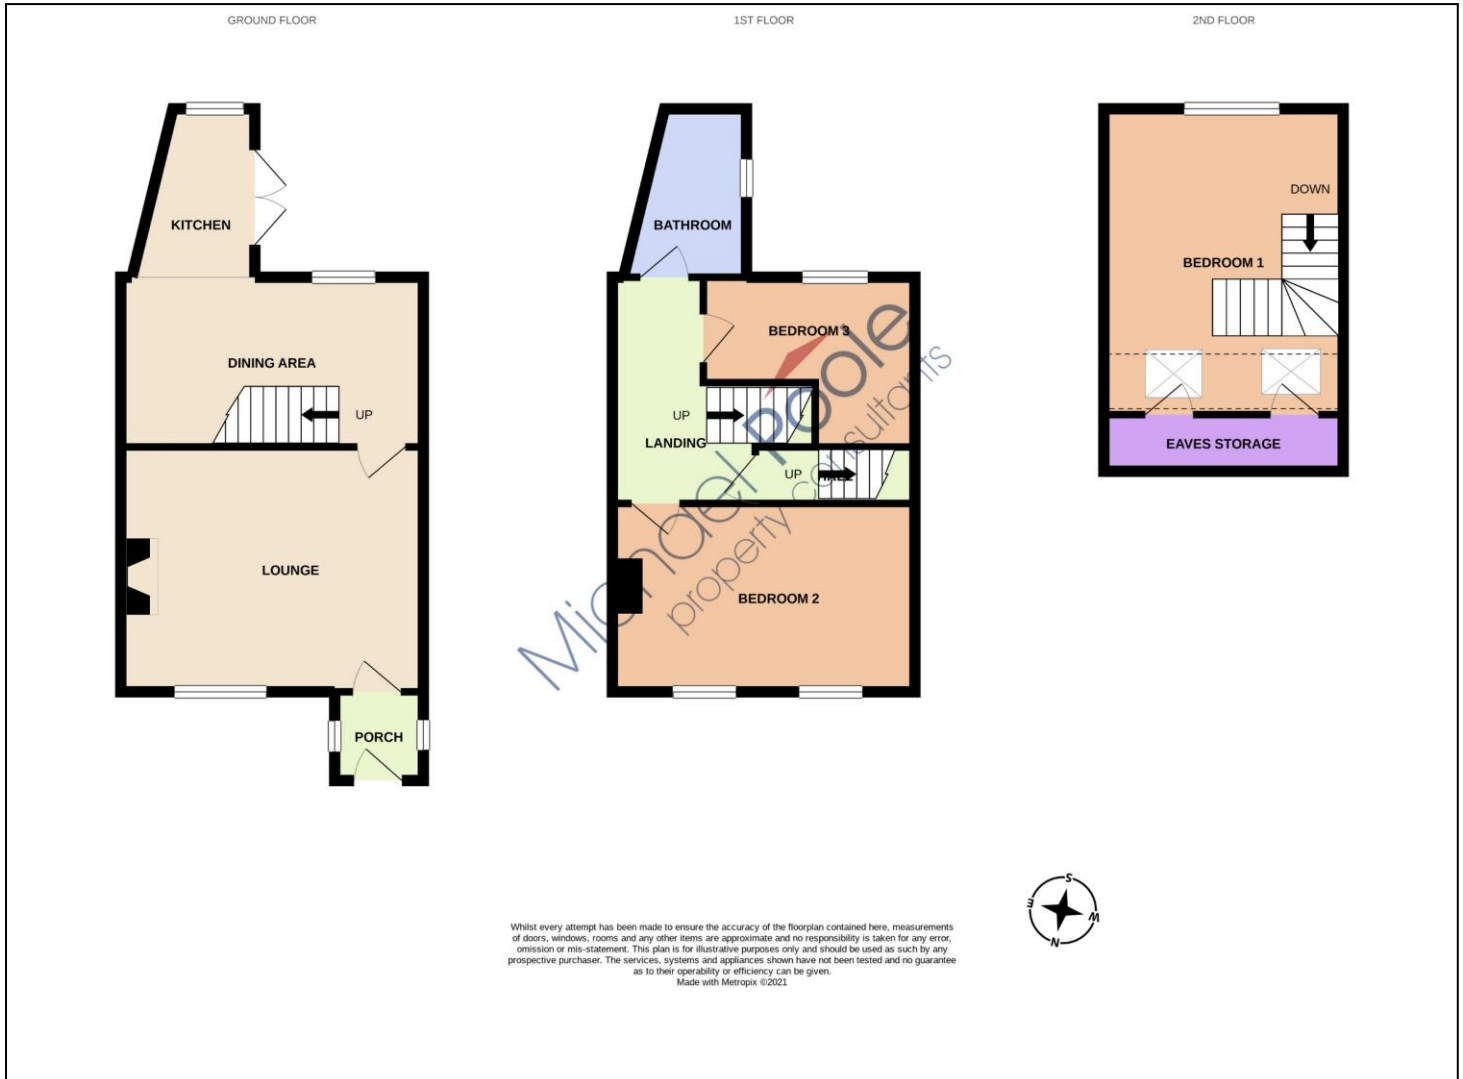 GROUND FLOOR
1ST FLOOR
2ND FLOOR
KITCHEN
DINING AREA
UP
LOUNGE
PORCH
BATHROOM
BEDROOM 3
UP
LANDING
UP
BEDROOM 2
DOWN
BEDROOM 1
EAVES STORAGE
Michael Poole
property consultants
S
E
W
N
Whilst every attempt has been made to ensure the accuracy of the floorplan contained here, measurements
of doors, windows, rooms and any other items are approximate and no responsibility is taken for any error,
omission or mis-statement. This plan is for illustrative purposes only and should be used as such by any
prospective purchaser. The services, systems and appliances shown have not been tested and no guarantee
as to their operability or efficiency can be given.
Made with Metropix ©2021